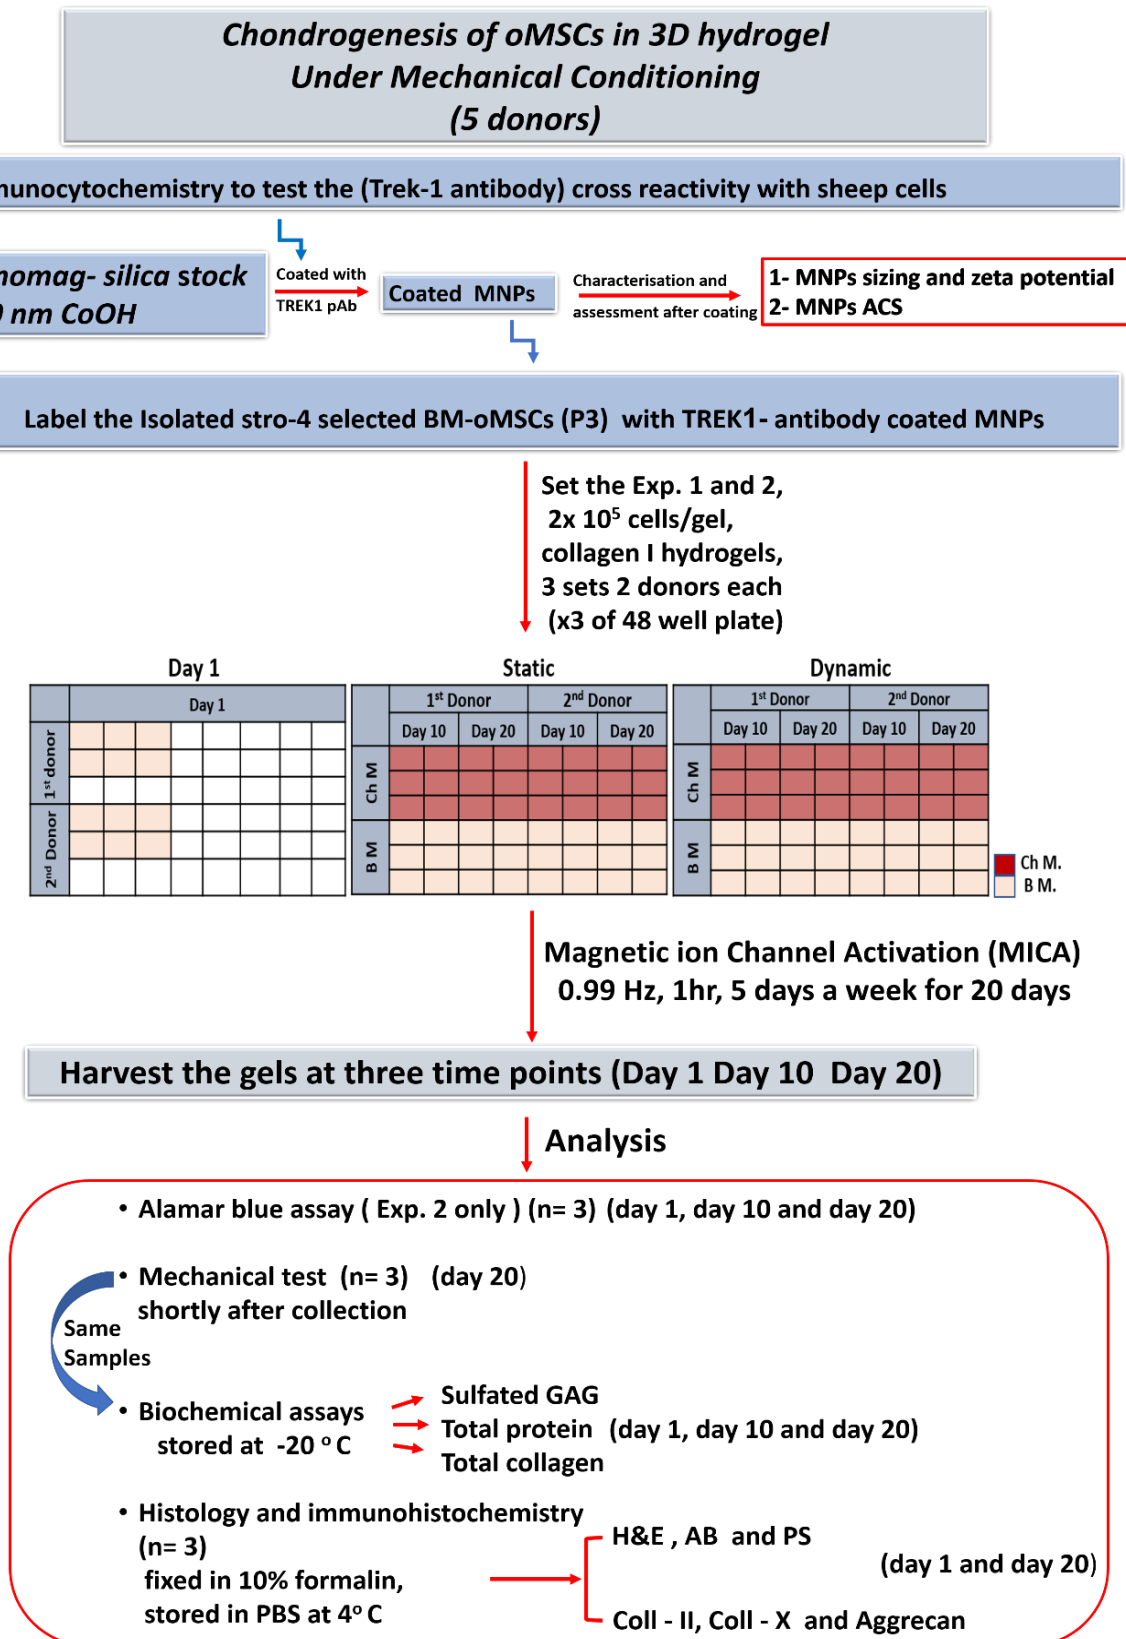 Chondrogenesis of oMSCs in 3D hydrogel
Under Mechanical Conditioning
(5 donors)
to test the (Trek-1 antibody) cross reactivity with sheep cells
silica stock
nm CoOH
Coated with
TREK1 pAb
Coated MNPs
Characterisation and
assessment after coating
1- MNPs sizing and zeta potential
2- MNPs ACS
Label the Isolated stro-4 selected BM-oMSCs (P3) with TREK1- antibody coated MNPs
Set the Exp. 1 and 2,
2x 10⁵ cells/gel,
collagen I hydrogels,
3 sets 2 donors each
(x3 of 48 well plate)
Day 1
Day 1
1st donor
2nd Donor
Static
1st Donor
2nd Donor
Day 10
Day 20
Day 10
Day 20
Ch M
B M
Dynamic
1st Donor
2nd Donor
Day 10
Day 20
Day 10
Day 20
Ch M
B M
Ch M.
B M.
Magnetic ion Channel Activation (MICA)
0.99 Hz, 1hr, 5 days a week for 20 days
Harvest the gels at three time points (Day 1 Day 10 Day 20)
Analysis
• Alamar blue assay ( Exp. 2 only ) (n= 3) (day 1, day 10 and day 20)
• Mechanical test (n= 3) (day 20)
shortly after collection
Same
Samples
• Biochemical assays
stored at -20 º C
Sulfated GAG
Total protein (day 1, day 10 and day 20)
Total collagen
• Histology and immunohistochemistry
(n= 3)
fixed in 10% formalin,
stored in PBS at 4º C
H&E , AB and PS
(day 1 and day 20)
Coll - II, Coll - X and Aggrecan